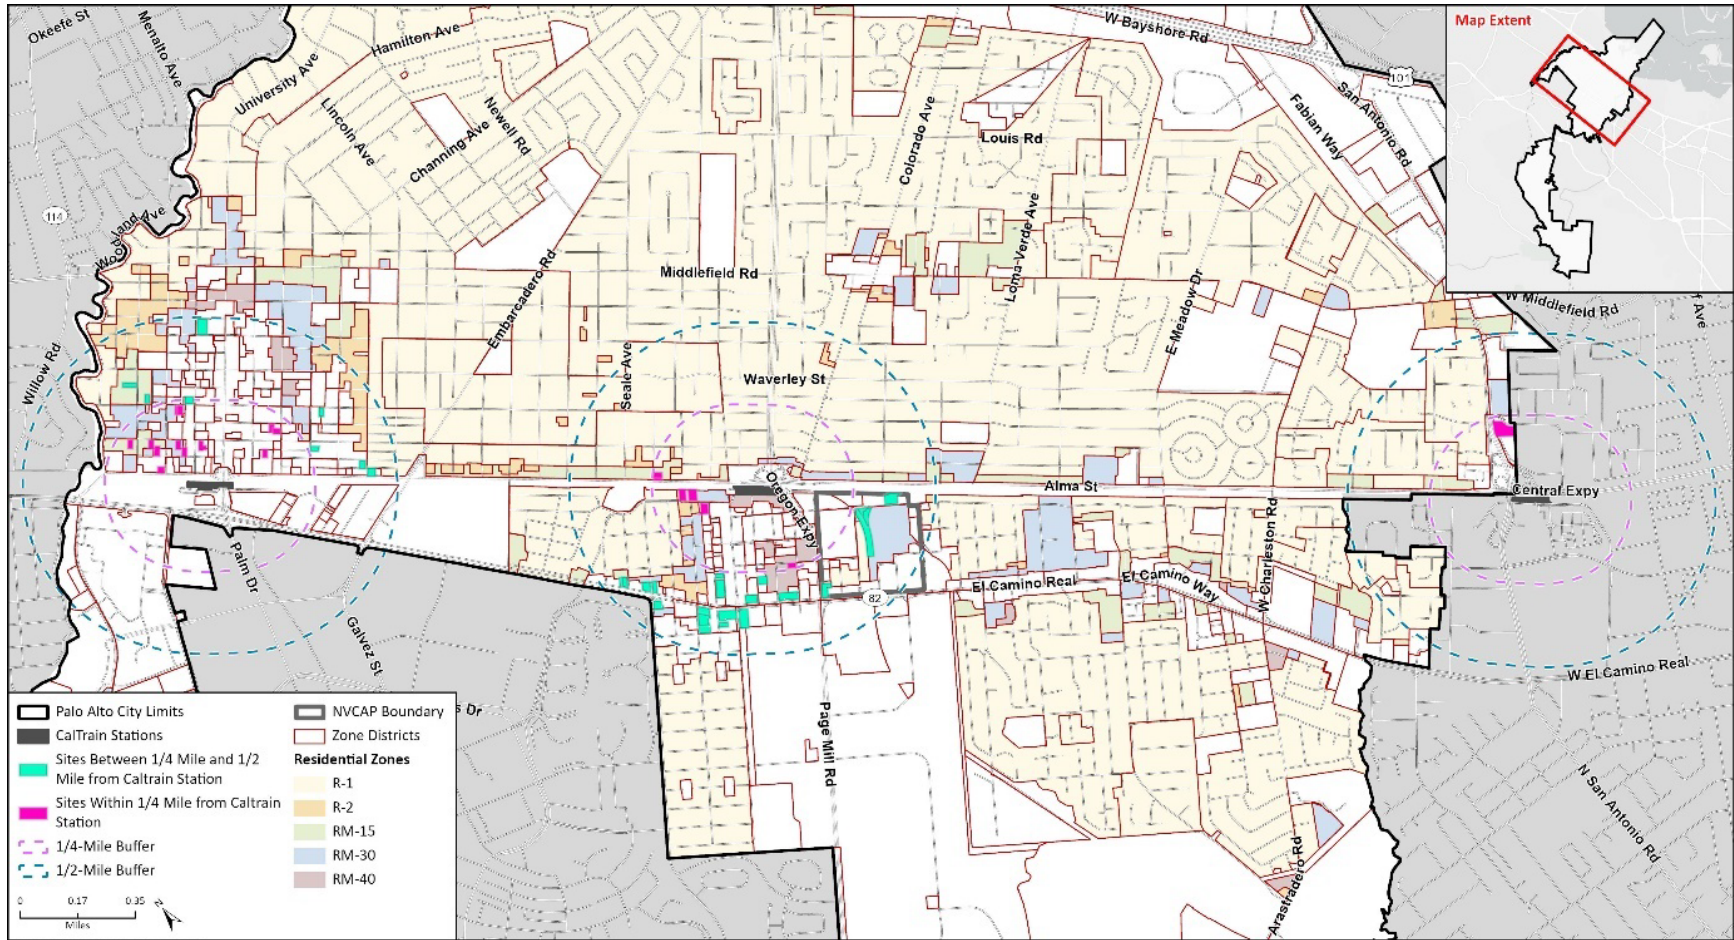 Okeefe St
Menalto Ave
Hamilton Ave
University Ave
Lincoln Ave
Channing Ave
Newell Rd
W Bayshore Rd
101
San Antonio Rd
Fabian Way
Louis Rd
Colorado Ave
Map Extent
114
Woodland Ave
Embarcadero Rd
Middlefield Rd
Loma Verde Ave
E Meadow Dr
W Middlefield Rd
f Ave
Willow Rd
Seale Ave
Waverley St
Alma St
Central Expy
Oregon Expy
Palm Dr
Galvez St
El Camino Real
82
El Camino Way
W Charleston Rd
W El Camino Real
Page Mill Rd
Arastradero Rd
N San Antonio Rd
s Dr
Palo Alto City Limits
CalTrain Stations
Sites Between 1/4 Mile and 1/2
Mile from Caltrain Station
Sites Within 1/4 Mile from Caltrain
Station
1/4-Mile Buffer
1/2-Mile Buffer
NVCAP Boundary
Zone Districts
Residential Zones
R-1
R-2
RM-15
RM-30
RM-40
0 0.17 0.35
Miles
N